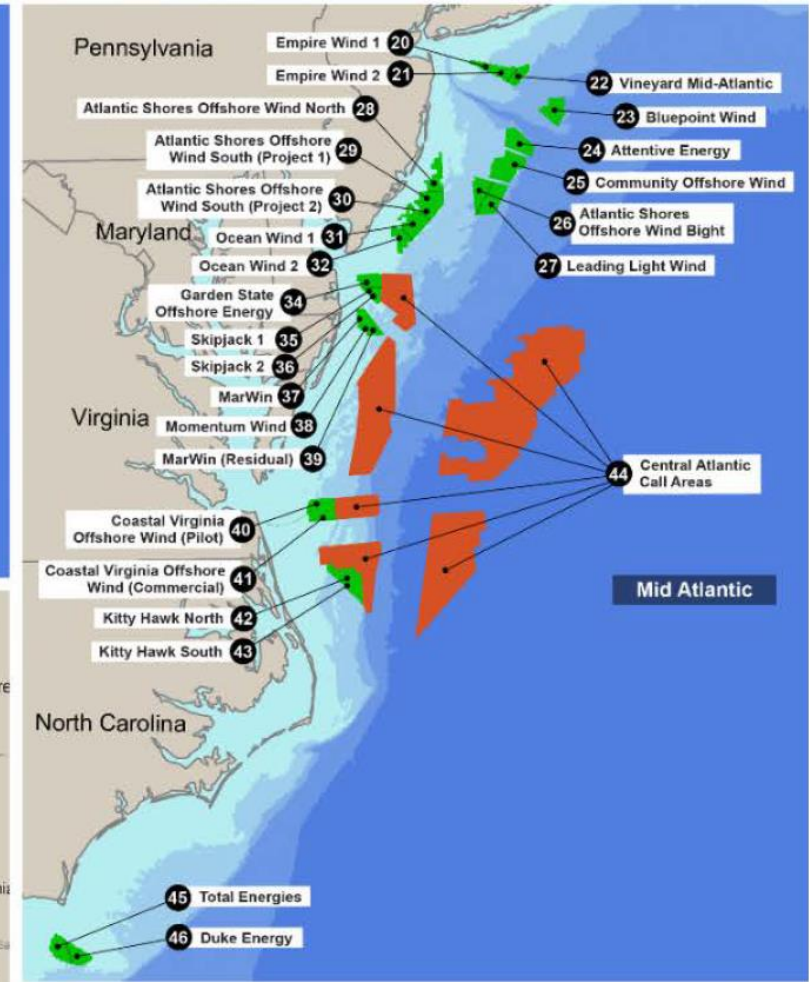 Pennsylvania
Empire Wind 1 20
Empire Wind 2 21
22 Vineyard Mid-Atlantic
Atlantic Shores Offshore Wind North 28
23 Bluepoint Wind
Atlantic Shores Offshore
Wind South (Project 1) 29
24 Attentive Energy
25 Community Offshore Wind
Atlantic Shores Offshore
Wind South (Project 2) 30
26 Atlantic Shores
Offshore Wind Bight
Maryland
Ocean Wind 1 31
Ocean Wind 2 32
27 Leading Light Wind
Garden State
Offshore Energy 34
Skipjack 1 35
Skipjack 2 36
MarWin 37
Virginia
Momentum Wind 38
MarWin (Residual) 39
44 Central Atlantic
Call Areas
Coastal Virginia
Offshore Wind (Pilot) 40
Coastal Virginia Offshore
Wind (Commercial) 41
Mid Atlantic
Kitty Hawk North 42
Kitty Hawk South 43
North Carolina
45 Total Energies
46 Duke Energy